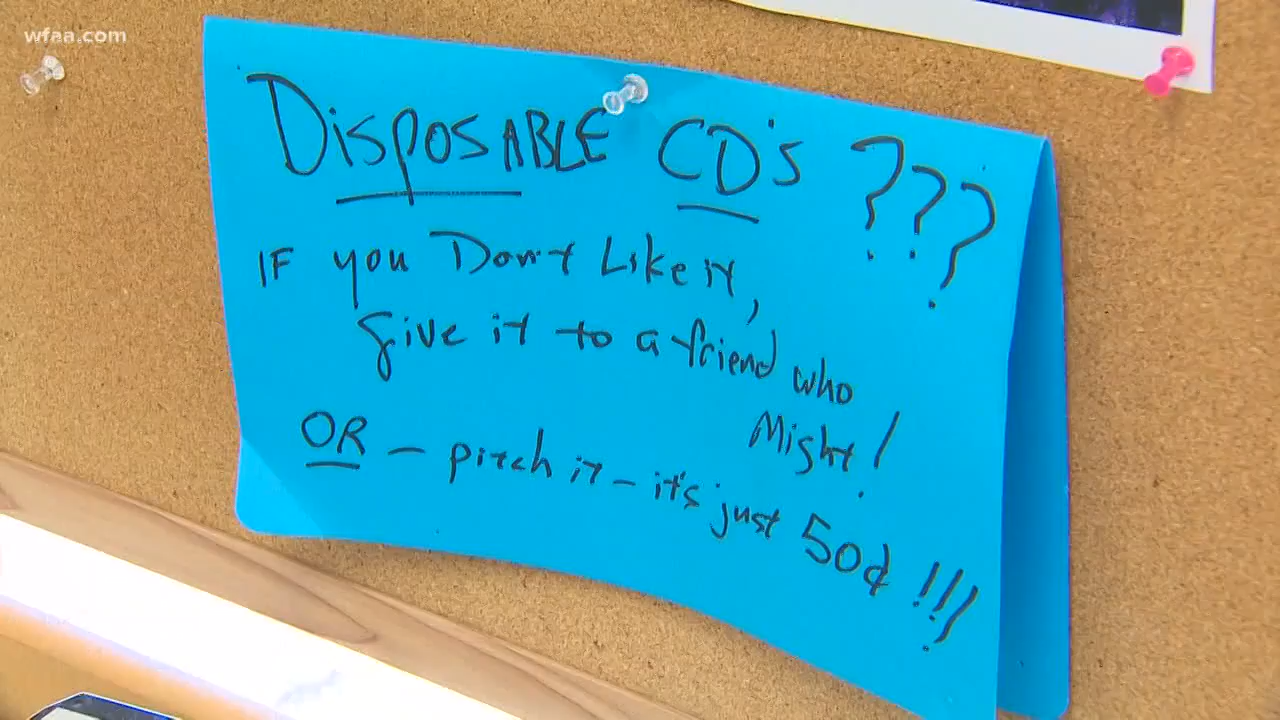 wfaa.com
DisposABLE CD's ???
IF you Don't Like it,
give it to a friend who
Might!
OR – pitch it – it's just 50¢ !!!